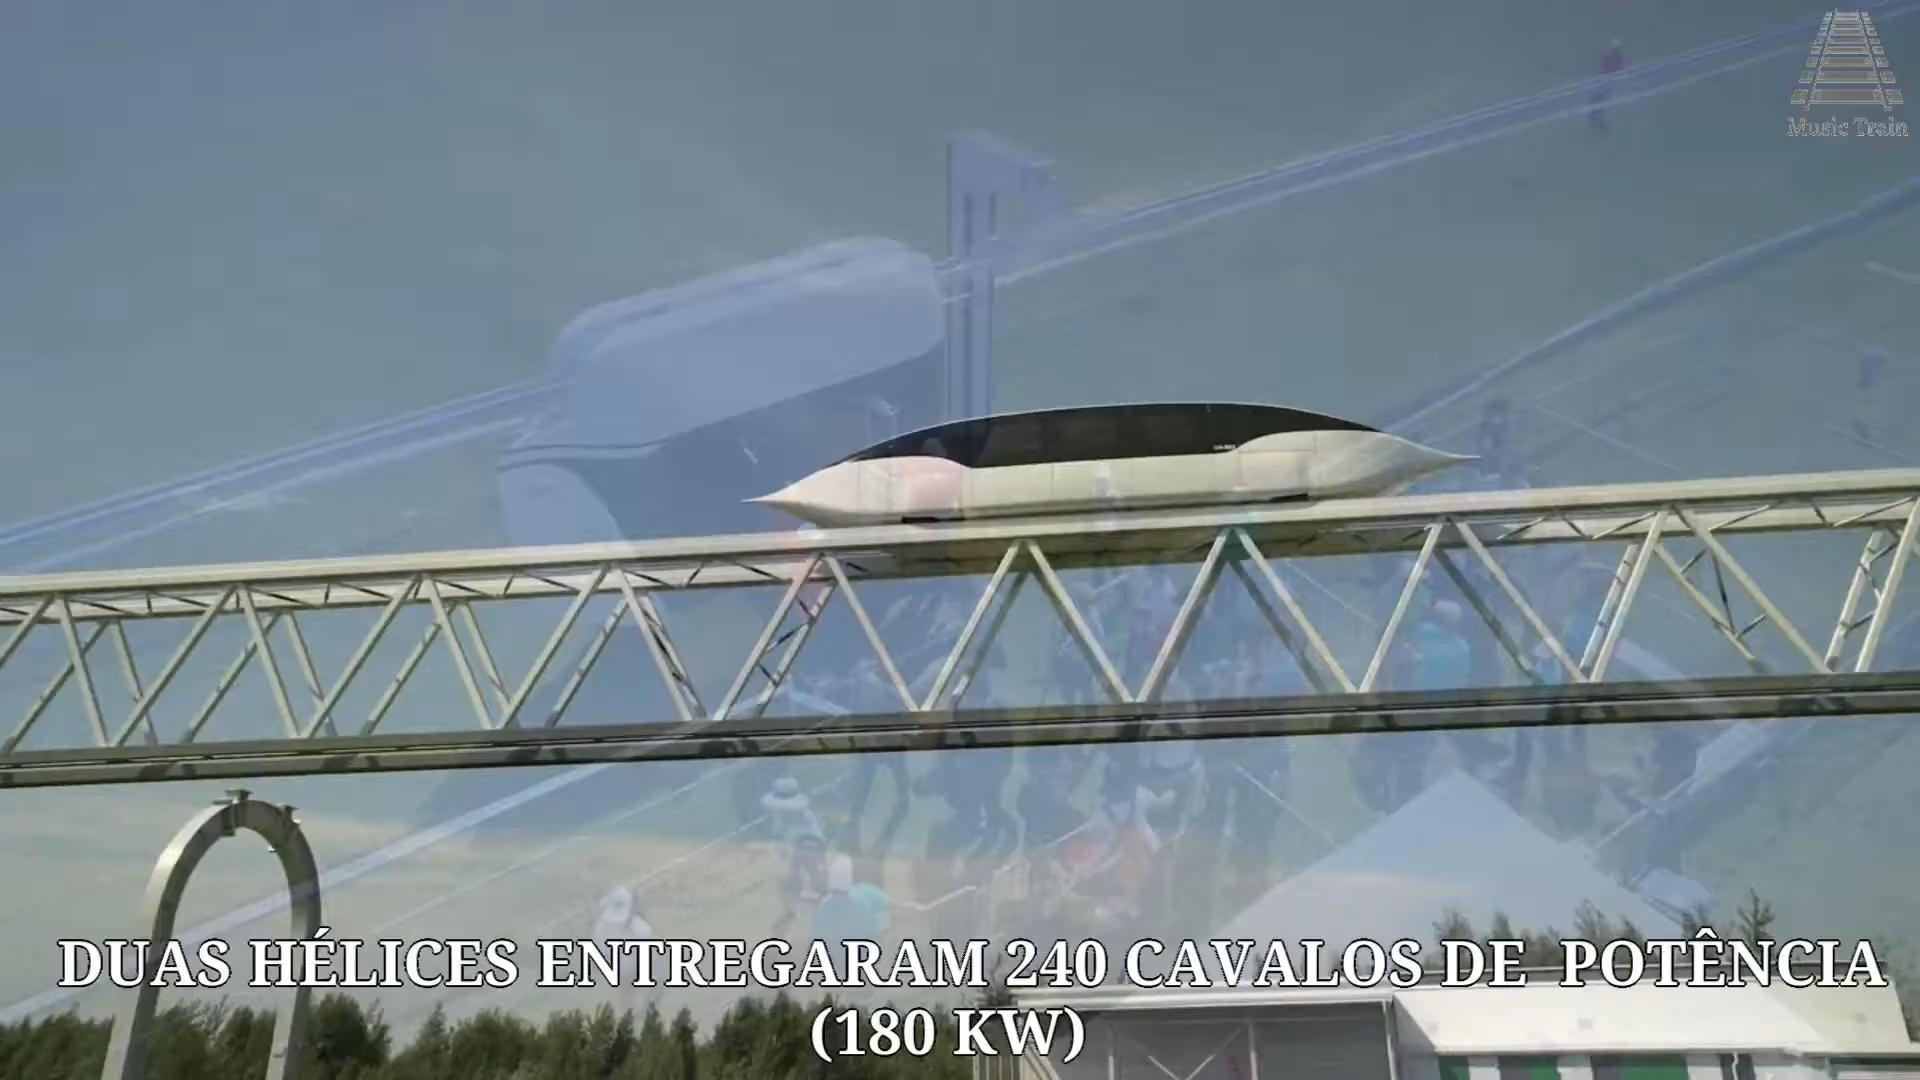 Music Train
DUAS HÉLICES ENTREGARAM 240 CAVALOS DE POTÊNCIA
(180 KW)